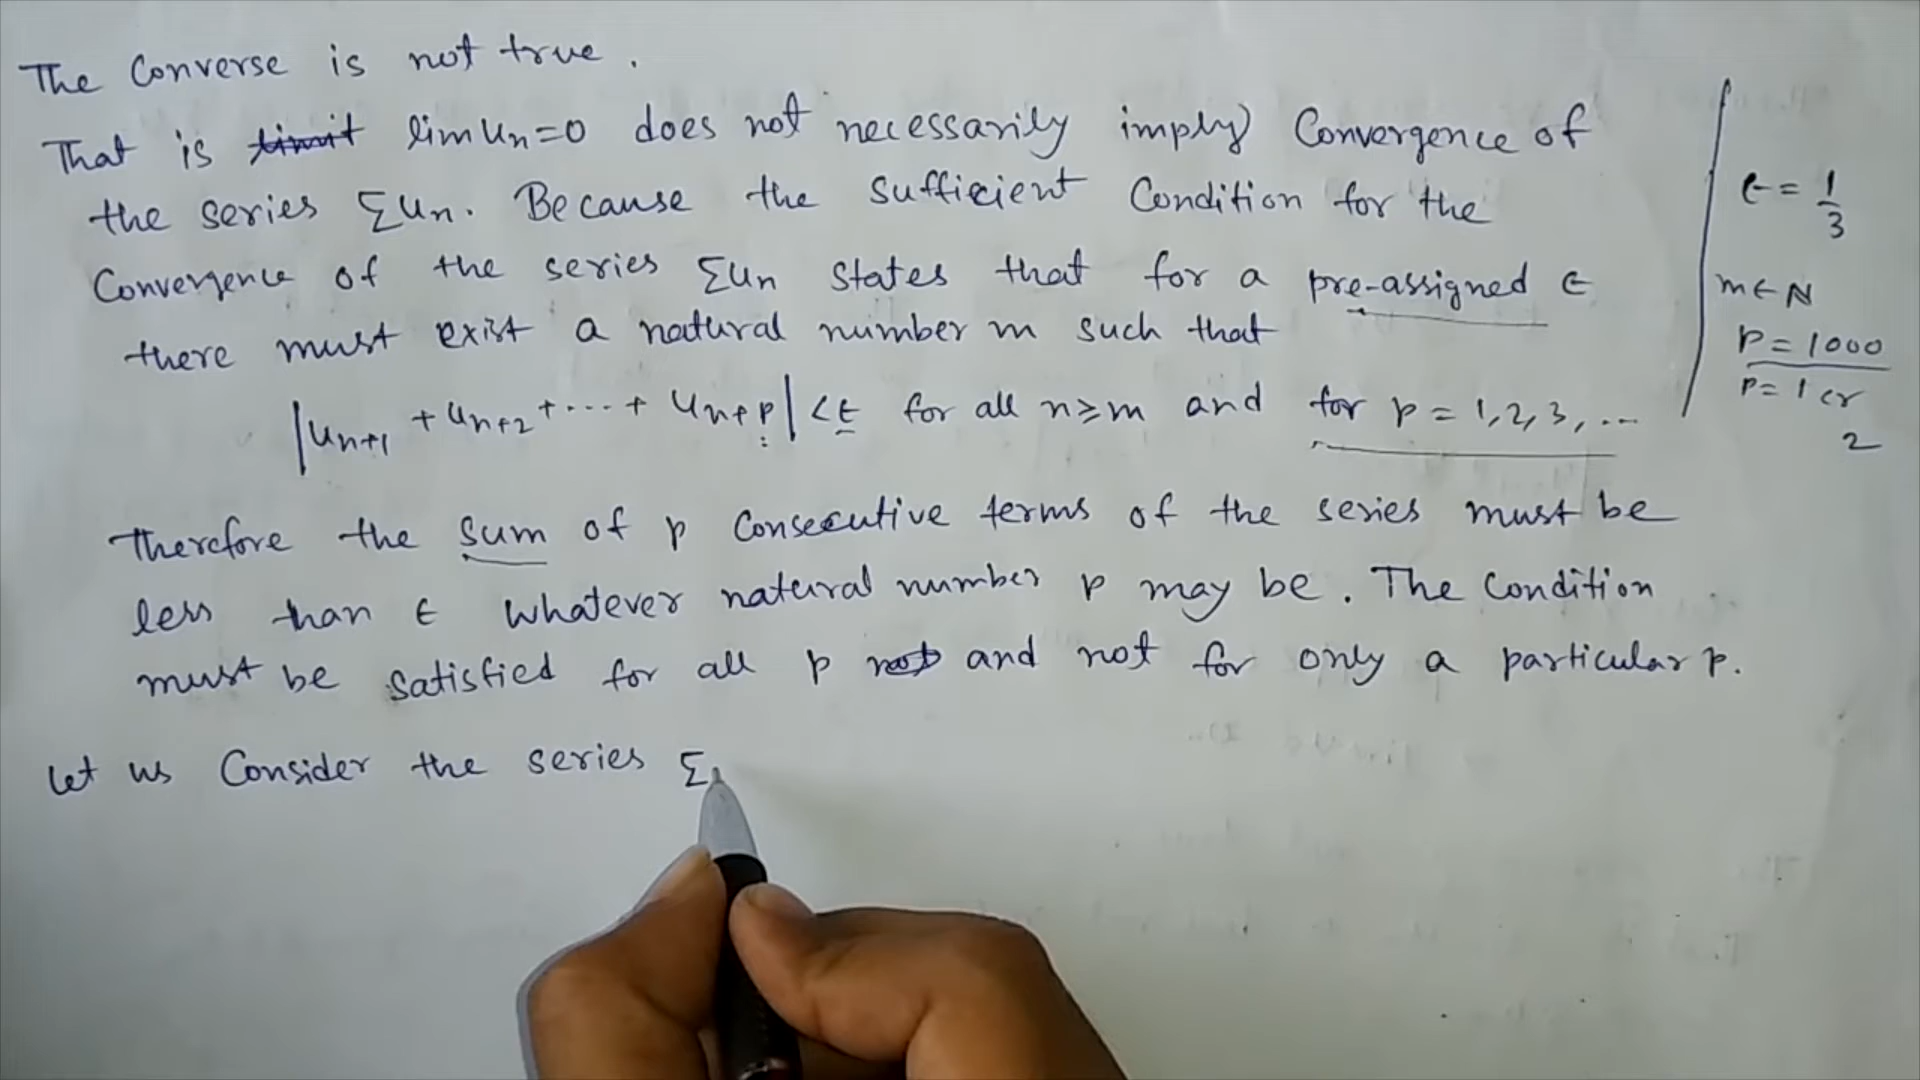 The Converse is not true.
That is limit lim un=0 does not necessarily imply Convergence of
the series Σun. Because the sufficient Condition for the
Convergence of the series Σun states that for a pre-assigned ϵ
there must exist a natural number m such that
|un+1 + un+2 + ... + un+p| < ϵ for all n≥m and for p = 1,2,3,...
Therefore the sum of p consecutive terms of the series must be
less than ϵ whatever natural number p may be. The Condition
must be satisfied for all p not and not for only a particular p.
Let us Consider the series Σ
ϵ = 1/3
m ∈ N
p = 1000
p = 1 cr
2